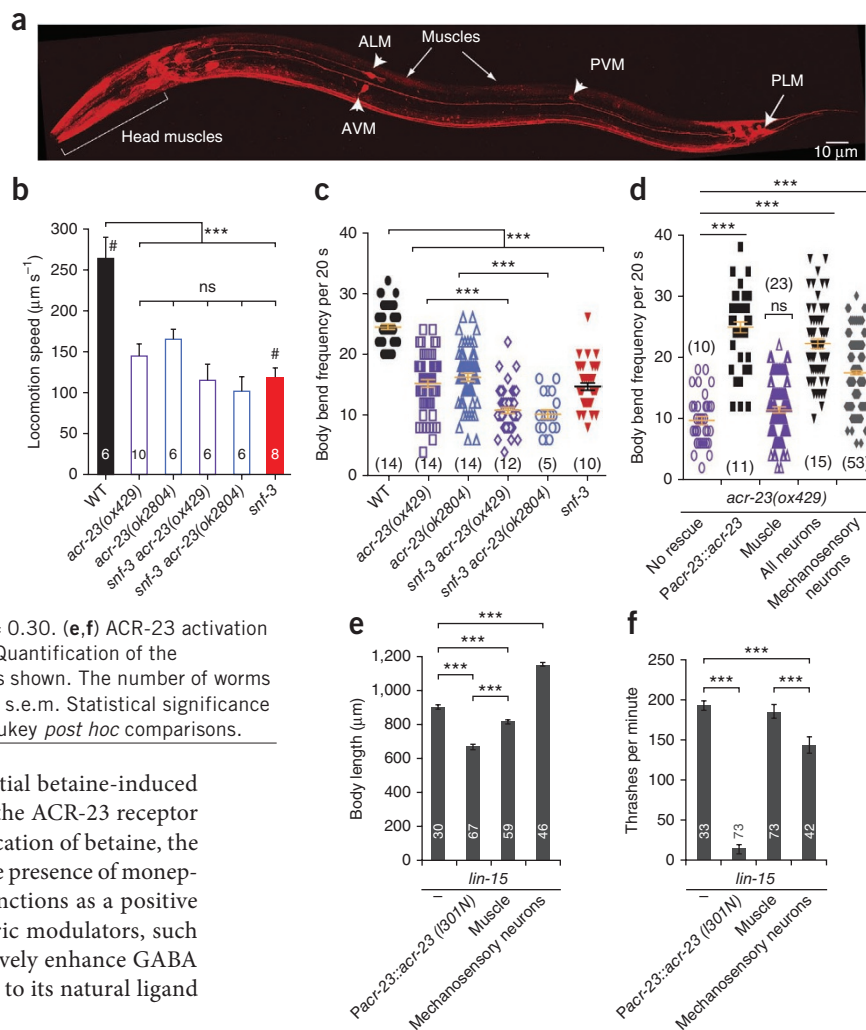 a
ALM
Muscles
PVM
PLM
Head muscles
AVM
10 μm
b
Locomotion speed (μm s−1)
300
250
200
150
100
50
0
***
ns
#
#
6
10
6
6
6
8
WT
acr-23(ox429)
acr-23(ok2804)
snf-3 acr-23(ox429)
snf-3 acr-23(ok2804)
snf-3
c
Body bend frequency per 20 s
40
30
20
10
0
***
***
***
(14)
(14)
(14)
(12)
(5)
(10)
WT
acr-23(ox429)
acr-23(ok2804)
snf-3 acr-23(ox429)
snf-3 acr-23(ok2804)
snf-3
d
Body bend frequency per 20 s
40
30
20
10
0
***
***
***
(23)
ns
(10)
(11)
(15)
(53)
acr-23(ox429)
No rescue
Pacr-23::acr-23
Muscle
All neurons
Mechanosensory
neurons
= 0.30. (e,f) ACR-23 activation
Quantification of the
s shown. The number of worms
s.e.m. Statistical significance
ukey post hoc comparisons.
tial betaine-induced
the ACR-23 receptor
ication of betaine, the
e presence of monep-
nctions as a positive
ric modulators, such
ively enhance GABA
to its natural ligand
e
Body length (μm)
1,200
1,000
800
600
400
200
0
***
***
***
***
30
67
59
46
lin-15
–
Pacr-23::acr-23 (I301N)
Muscle
Mechanosensory neurons
f
Thrashes per minute
250
200
150
100
50
0
***
***
***
33
73
73
42
lin-15
–
Pacr-23::acr-23 (I301N)
Muscle
Mechanosensory neurons